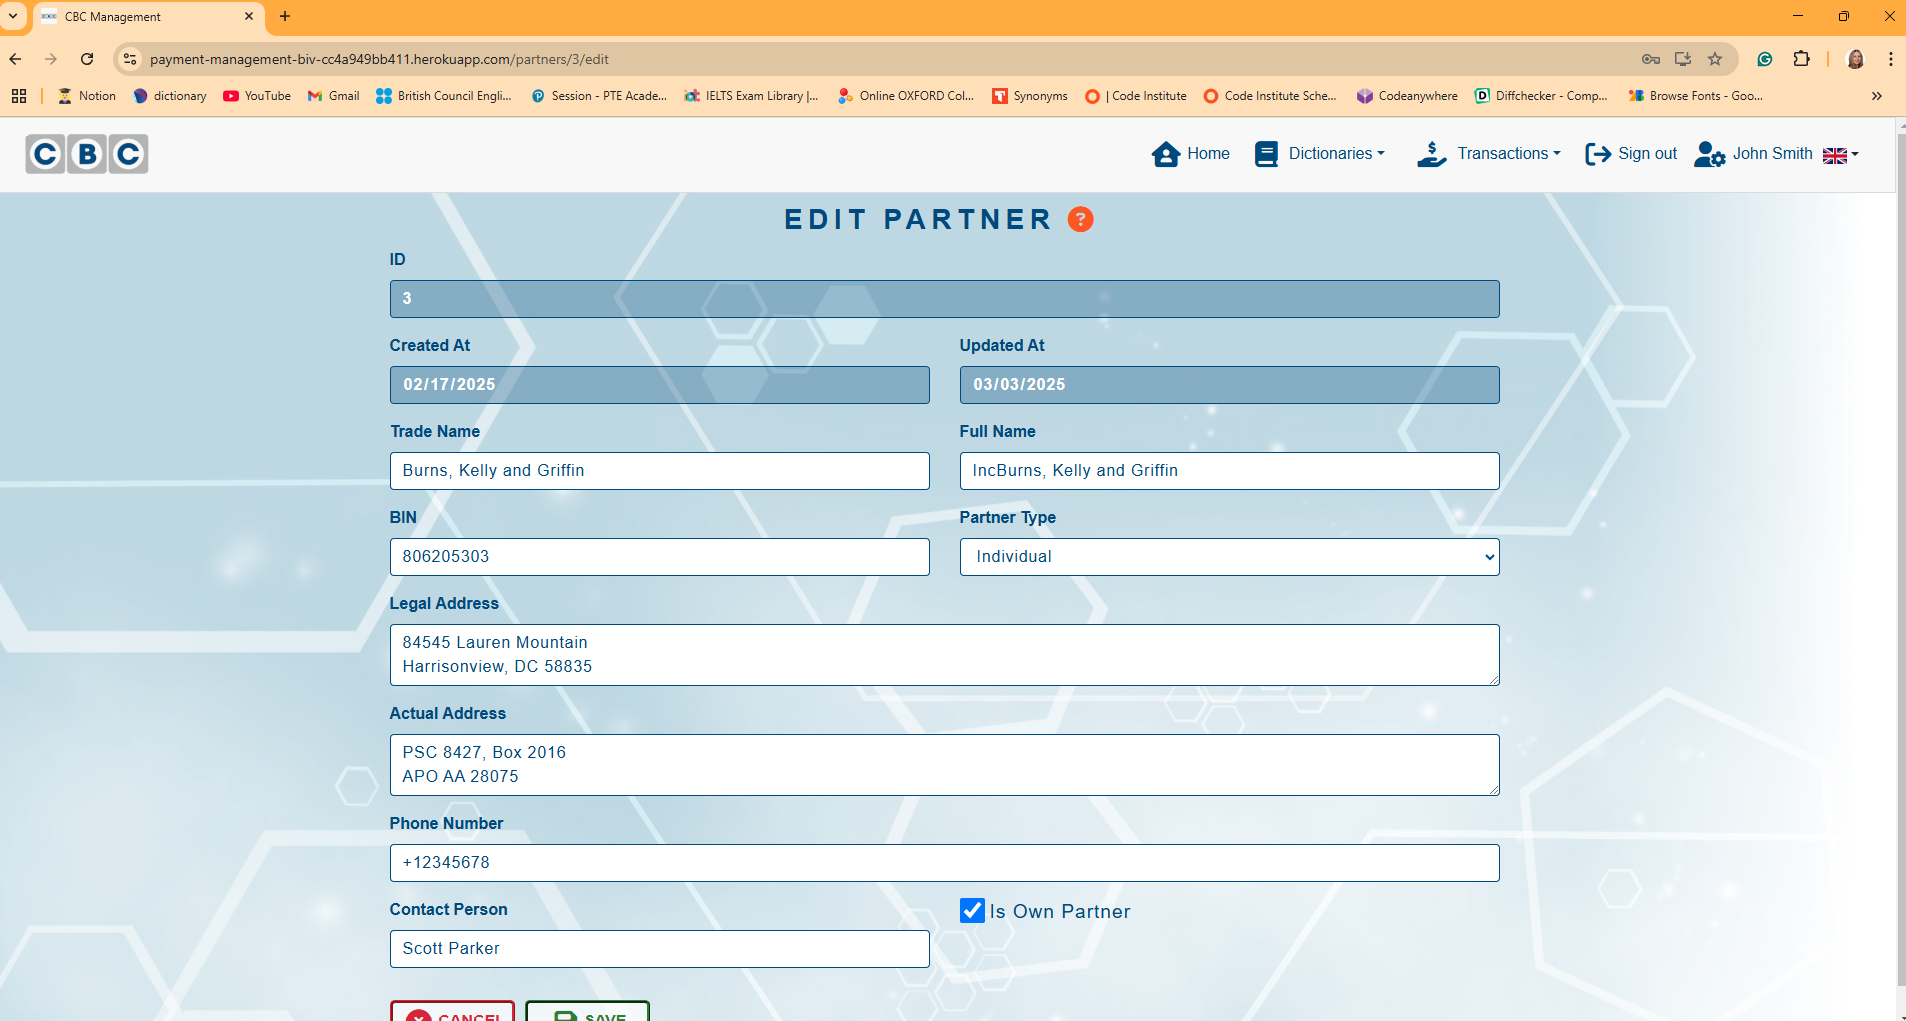 CBC Management
payment-management-biv-cc4a949bb411.herokuapp.com/partners/3/edit
Notion
dictionary
YouTube
Gmail
British Council Engli...
Session - PTE Acade...
IELTS Exam Library |...
Online OXFORD Col...
Synonyms
| Code Institute
Code Institute Sche...
Codeanywhere
Diffchecker - Comp...
Browse Fonts - Goo...
CBC
Home
Dictionaries
Transactions
Sign out
John Smith
EDIT PARTNER ?
ID
3
Created At
Updated At
02/17/2025
03/03/2025
Trade Name
Full Name
Burns, Kelly and Griffin
IncBurns, Kelly and Griffin
BIN
Partner Type
806205303
Individual
Legal Address
84545 Lauren Mountain
Harrisonview, DC 58835
Actual Address
PSC 8427, Box 2016
APO AA 28075
Phone Number
+12345678
Contact Person
Is Own Partner
Scott Parker
CANCEL
SAVE